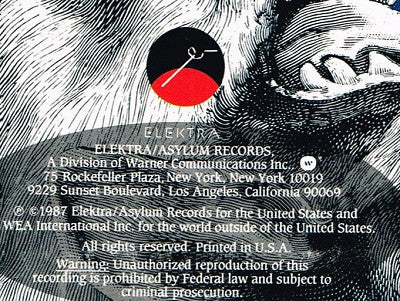 ELEKTRA
ELEKTRA/ASYLUM RECORDS,
A Division of Warner Communications Inc., W
75 Rockefeller Plaza, New York, New York 10019
9229 Sunset Boulevard, Los Angeles, California 90069
℗ ©1987 Elektra/Asylum Records for the United States and
WEA International Inc. for the world outside of the United States.
All rights reserved. Printed in U.S.A.
Warning: Unauthorized reproduction of this
recording is prohibited by Federal law and subject to
criminal prosecution.